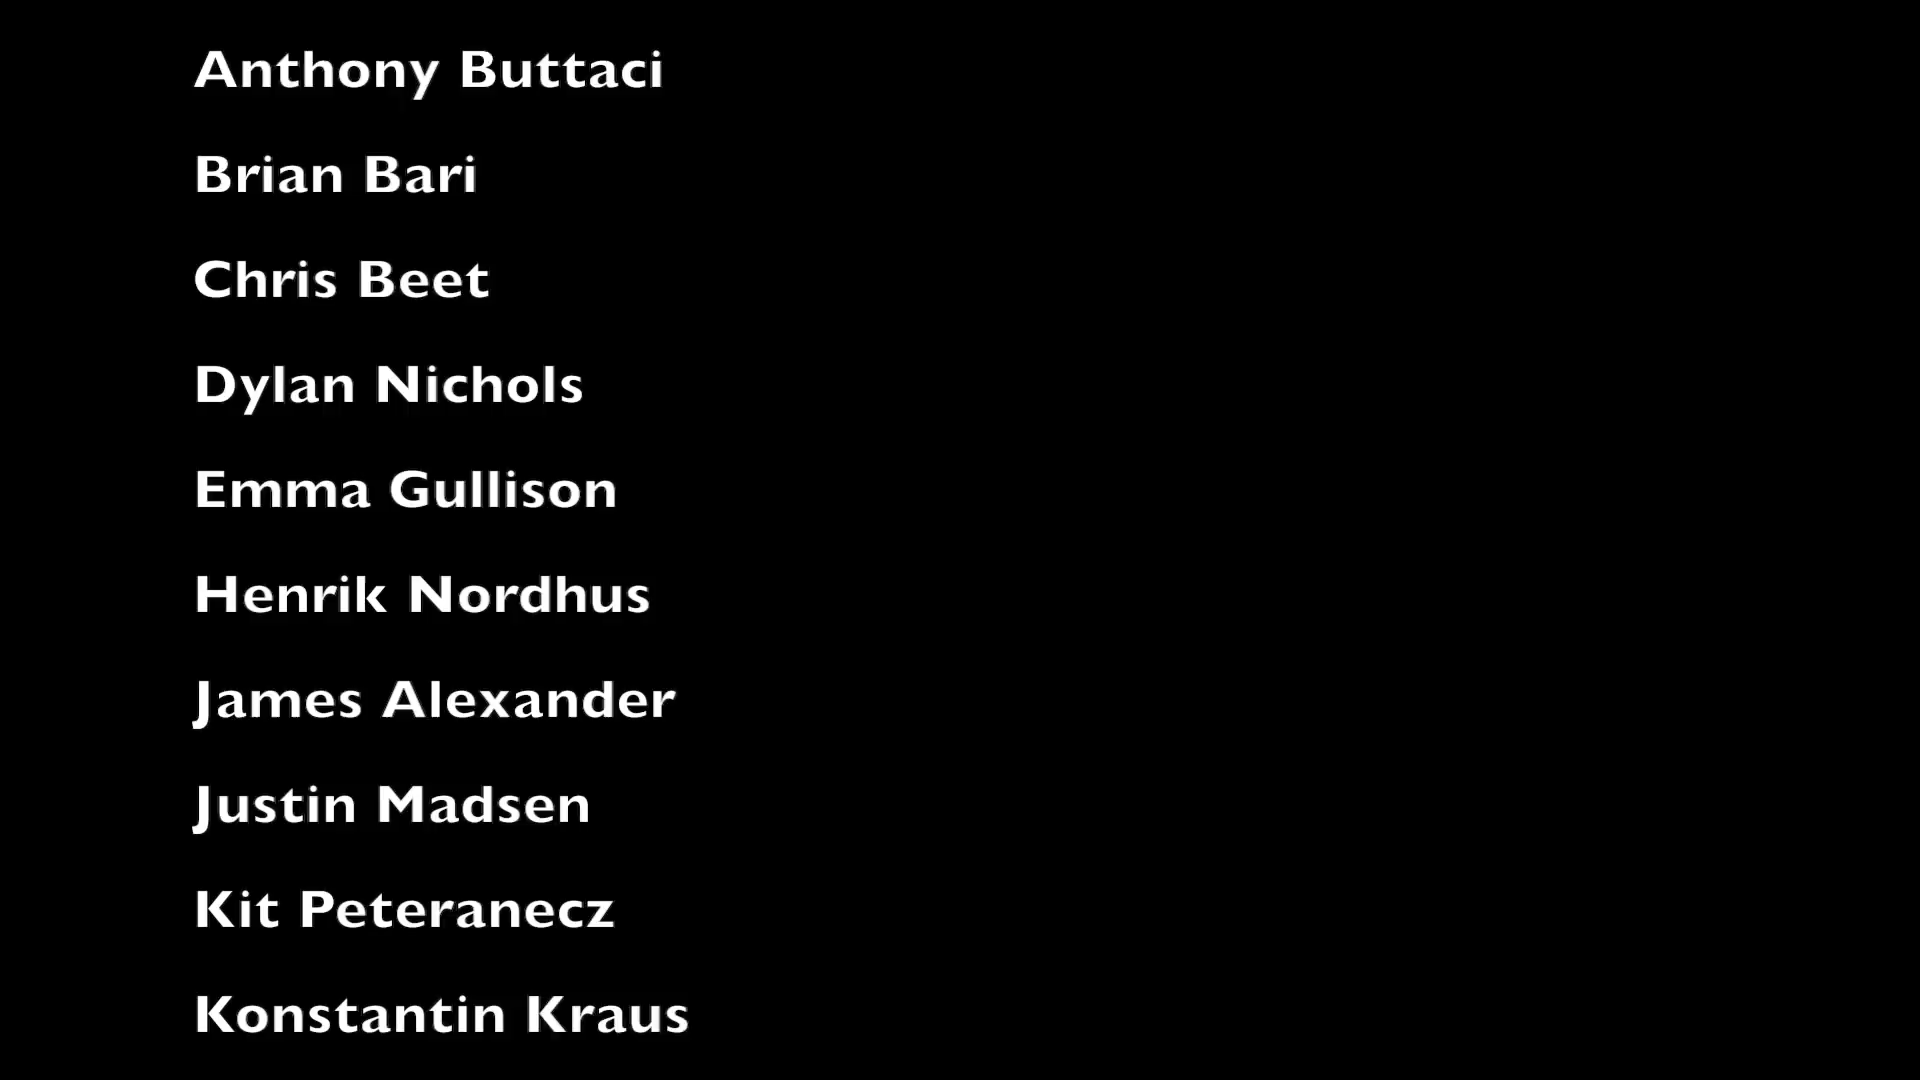 Anthony Buttaci
Brian Bari
Chris Beet
Dylan Nichols
Emma Gullison
Henrik Nordhus
James Alexander
Justin Madsen
Kit Peteranecz
Konstantin Kraus